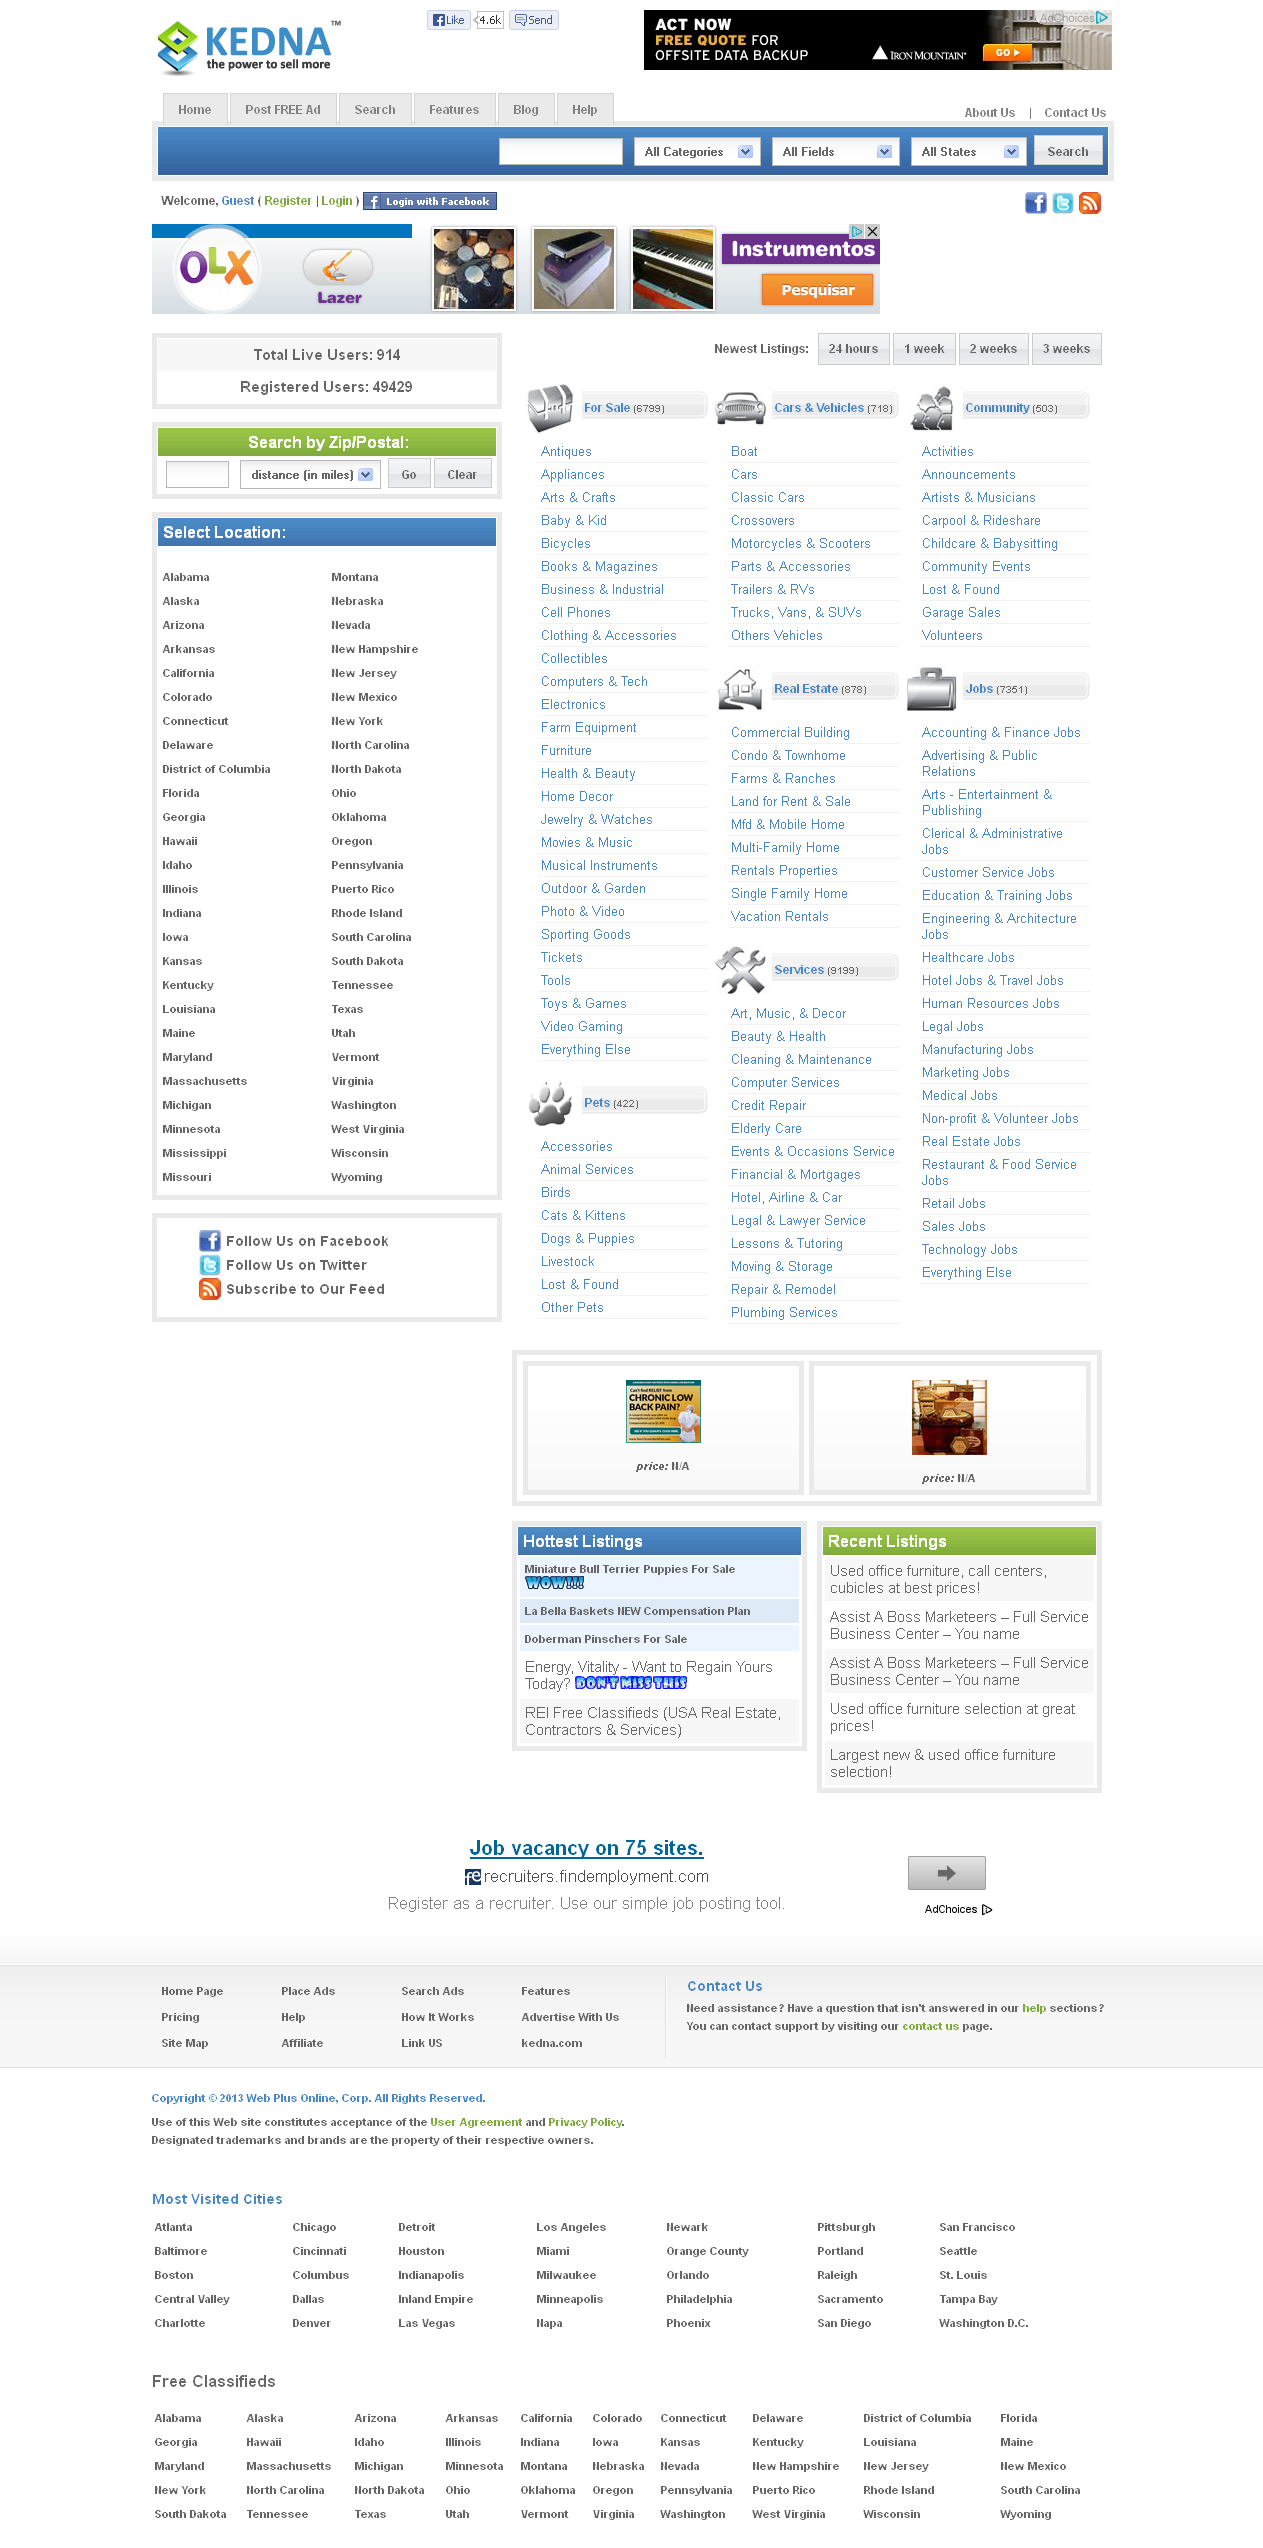 KEDNA™
the power to sell more
Like 4.6k Send
ACT NOW
FREE QUOTE FOR
OFFSITE DATA BACKUP
IRON MOUNTAIN®
GO
AdChoices
Home Post FREE Ad Search Features Blog Help
About Us | Contact Us
All Categories All Fields All States Search
Welcome, Guest ( Register | Login ) Login with Facebook
OLX
Lazer
Instrumentos
Pesquisar
Total Live Users: 914
Registered Users: 49429
Search by Zip/Postal:
distance (in miles) Go Clear
Select Location:
Alabama Montana
Alaska Nebraska
Arizona Nevada
Arkansas New Hampshire
California New Jersey
Colorado New Mexico
Connecticut New York
Delaware North Carolina
District of Columbia North Dakota
Florida Ohio
Georgia Oklahoma
Hawaii Oregon
Idaho Pennsylvania
Illinois Puerto Rico
Indiana Rhode Island
Iowa South Carolina
Kansas South Dakota
Kentucky Tennessee
Louisiana Texas
Maine Utah
Maryland Vermont
Massachusetts Virginia
Michigan Washington
Minnesota West Virginia
Mississippi Wisconsin
Missouri Wyoming
Follow Us on Facebook
Follow Us on Twitter
Subscribe to Our Feed
Newest Listings: 24 hours 1 week 2 weeks 3 weeks
For Sale (6799)
Antiques
Appliances
Arts & Crafts
Baby & Kid
Bicycles
Books & Magazines
Business & Industrial
Cell Phones
Clothing & Accessories
Collectibles
Computers & Tech
Electronics
Farm Equipment
Furniture
Health & Beauty
Home Decor
Jewelry & Watches
Movies & Music
Musical Instruments
Outdoor & Garden
Photo & Video
Sporting Goods
Tickets
Tools
Toys & Games
Video Gaming
Everything Else
Pets (422)
Accessories
Animal Services
Birds
Cats & Kittens
Dogs & Puppies
Livestock
Lost & Found
Other Pets
Cars & Vehicles (718)
Boat
Cars
Classic Cars
Crossovers
Motorcycles & Scooters
Parts & Accessories
Trailers & RVs
Trucks, Vans, & SUVs
Others Vehicles
Real Estate (878)
Commercial Building
Condo & Townhome
Farms & Ranches
Land for Rent & Sale
Mfd & Mobile Home
Multi-Family Home
Rentals Properties
Single Family Home
Vacation Rentals
Services (9199)
Art, Music, & Decor
Beauty & Health
Cleaning & Maintenance
Computer Services
Credit Repair
Elderly Care
Events & Occasions Service
Financial & Mortgages
Hotel, Airline & Car
Legal & Lawyer Service
Lessons & Tutoring
Moving & Storage
Repair & Remodel
Plumbing Services
Community (503)
Activities
Announcements
Artists & Musicians
Carpool & Rideshare
Childcare & Babysitting
Community Events
Lost & Found
Garage Sales
Volunteers
Jobs (7351)
Accounting & Finance Jobs
Advertising & Public
Relations
Arts - Entertainment &
Publishing
Clerical & Administrative
Jobs
Customer Service Jobs
Education & Training Jobs
Engineering & Architecture
Jobs
Healthcare Jobs
Hotel Jobs & Travel Jobs
Human Resources Jobs
Legal Jobs
Manufacturing Jobs
Marketing Jobs
Medical Jobs
Non-profit & Volunteer Jobs
Real Estate Jobs
Restaurant & Food Service
Jobs
Retail Jobs
Sales Jobs
Technology Jobs
Everything Else
CHRONIC LOW
BACK PAIN?
price: N/A
price: N/A
Hottest Listings
Miniature Bull Terrier Puppies For Sale
WOW!!!
La Bella Baskets NEW Compensation Plan
Doberman Pinschers For Sale
Energy, Vitality - Want to Regain Yours
Today? DON'T MISS THIS
REI Free Classifieds (USA Real Estate,
Contractors & Services)
Recent Listings
Used office furniture, call centers,
cubicles at best prices!
Assist A Boss Marketeers – Full Service
Business Center – You name
Assist A Boss Marketeers – Full Service
Business Center – You name
Used office furniture selection at great
prices!
Largest new & used office furniture
selection!
Job vacancy on 75 sites.
fe recruiters.findemployment.com
Register as a recruiter. Use our simple job posting tool.
AdChoices
Home Page Place Ads Search Ads Features
Pricing Help How It Works Advertise With Us
Site Map Affiliate Link US kedna.com
Contact Us
Need assistance? Have a question that isn't answered in our help sections?
You can contact support by visiting our contact us page.
Copyright © 2013 Web Plus Online, Corp. All Rights Reserved.
Use of this Web site constitutes acceptance of the User Agreement and Privacy Policy.
Designated trademarks and brands are the property of their respective owners.
Most Visited Cities
Atlanta Chicago Detroit Los Angeles Newark Pittsburgh San Francisco
Baltimore Cincinnati Houston Miami Orange County Portland Seattle
Boston Columbus Indianapolis Milwaukee Orlando Raleigh St. Louis
Central Valley Dallas Inland Empire Minneapolis Philadelphia Sacramento Tampa Bay
Charlotte Denver Las Vegas Napa Phoenix San Diego Washington D.C.
Free Classifieds
Alabama Alaska Arizona Arkansas California Colorado Connecticut Delaware District of Columbia Florida
Georgia Hawaii Idaho Illinois Indiana Iowa Kansas Kentucky Louisiana Maine
Maryland Massachusetts Michigan Minnesota Montana Nebraska Nevada New Hampshire New Jersey New Mexico
New York North Carolina North Dakota Ohio Oklahoma Oregon Pennsylvania Puerto Rico Rhode Island South Carolina
South Dakota Tennessee Texas Utah Vermont Virginia Washington West Virginia Wisconsin Wyoming